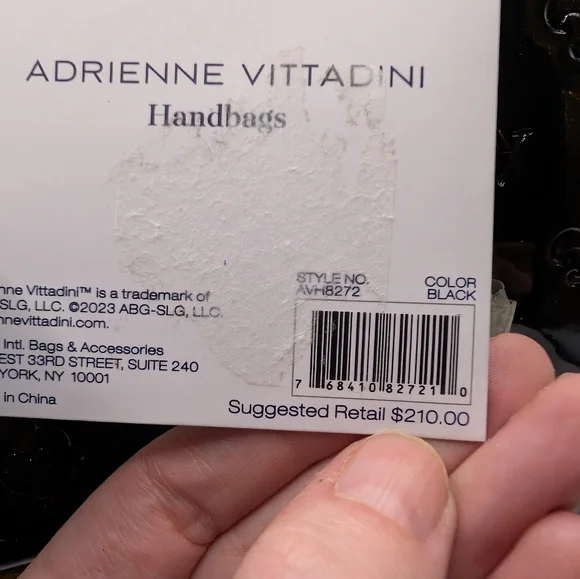 ADRIENNE VITTADINI
Handbags
nne Vittadini™ is a trademark of
SLG, LLC. ©2023 ABG-SLG, LLC.
nnevittadini.com.
Intl. Bags & Accessories
EST 33RD STREET, SUITE 240
YORK, NY 10001
in China
STYLE NO.
AVH8272
COLOR
BLACK
7 68410 82721 0
Suggested Retail $210.00